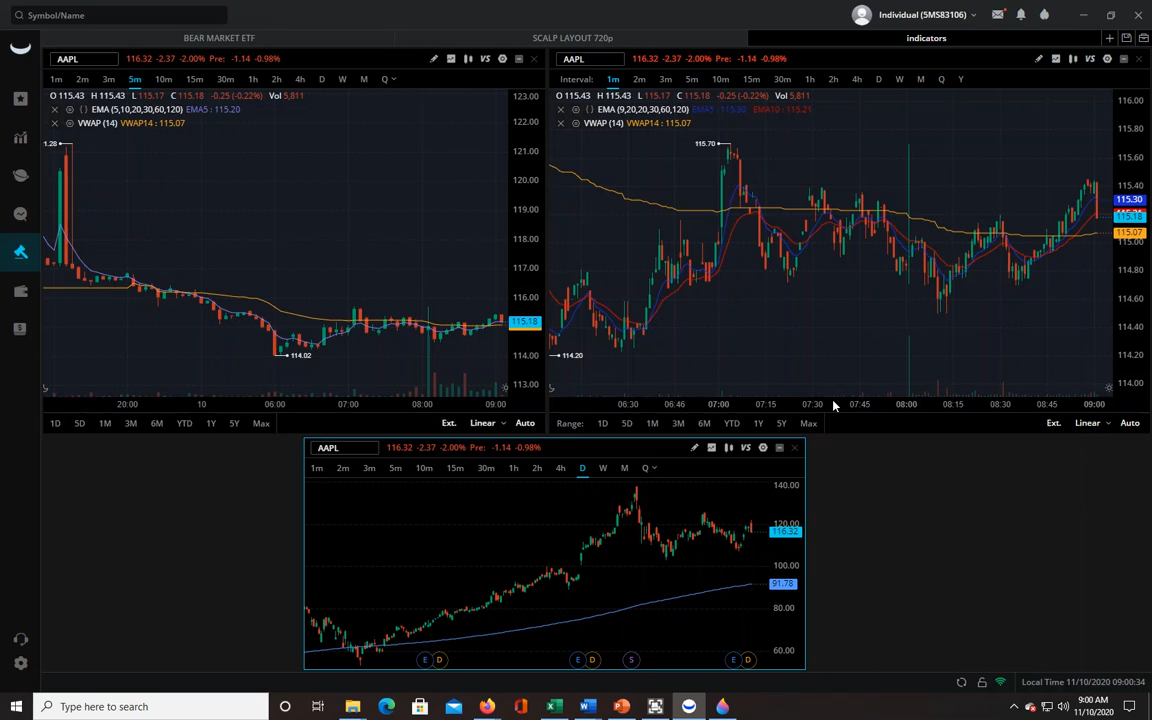 Symbol/Name
Individual (5MS83106)
BEAR MARKET ETF
SCALP LAYOUT 720p
indicators
AAPL 116.32 -2.37 -2.00% Pre: -1.14 -0.98% VS
1m 2m 3m 5m 10m 15m 30m 1h 2h 4h D W M Q
O 115.43 H 115.43 L 115.17 C 115.18 -0.25 (-0.22%) Vol 5,811
EMA (5,10,20,30,60,120) EMA5 : 115.20
VWAP (14) VWAP14 : 115.07
1.28
114.02
123.00
122.00
121.00
120.00
119.00
118.00
117.00
116.00
115.18
114.00
113.00
20:00 10 06:00 07:00 08:00 09:00
1D 5D 1M 3M 6M YTD 1Y 5Y Max Ext. Linear Auto
AAPL 116.32 -2.37 -2.00% Pre: -1.14 -0.98% VS
Interval: 1m 2m 3m 5m 10m 15m 30m 1h 2h 4h D W M Q Y
O 115.43 H 115.43 L 115.17 C 115.18 -0.25 (-0.22%) Vol 5,811
EMA (9,20,20,30,60,120) EMA9 : 115.30 EMA10 : 115.21
VWAP (14) VWAP14 : 115.07
115.70
114.20
116.00
115.80
115.60
115.40
115.30
115.18
115.07
115.00
114.80
114.60
114.40
114.20
114.00
06:30 06:46 07:00 07:15 07:30 07:45 08:00 08:15 08:30 08:45 09:00
Range: 1D 5D 1M 3M 6M YTD 1Y 5Y Max Ext. Linear Auto
AAPL 116.32 -2.37 -2.00% Pre: -1.14 -0.98% VS
1m 2m 3m 5m 10m 15m 30m 1h 2h 4h D W M Q
140.00
120.00
116.32
100.00
91.78
80.00
60.00
E D E D S E D
Local Time 11/10/2020 09:00:34
Type here to search
9:00 AM
11/10/2020